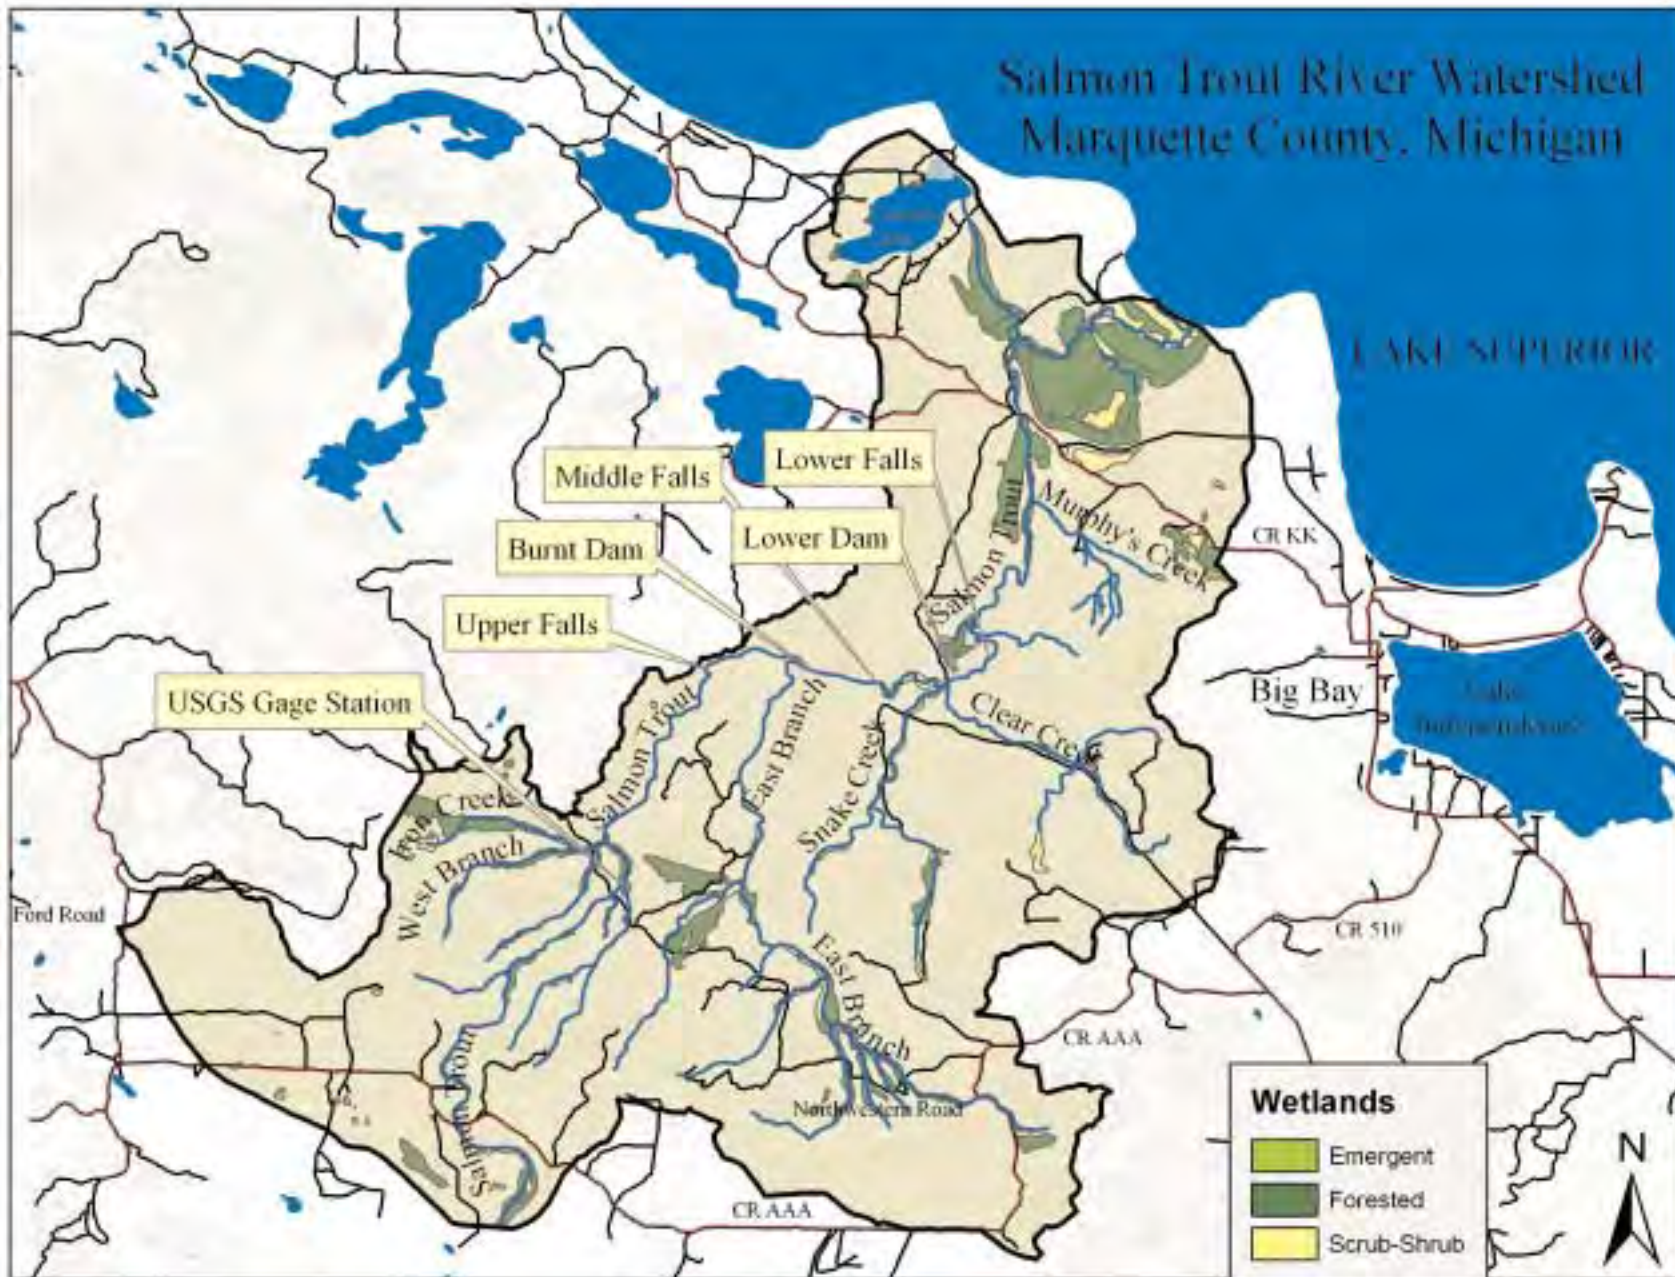 Salmon Trout River Watershed
Marquette County, Michigan
LAKE SUPERIOR
Lower Falls
Middle Falls
Lower Dam
Burnt Dam
Upper Falls
USGS Gage Station
Murphy's Creek
Salmon Trout
CR KK
Big Bay
Lake
Independence
Clear Creek
Salmon Trout
East Branch
Snake Creek
Iron Creek
West Branch
Ford Road
CR 510
East Branch
CR AAA
Salmon Trout
Northwestern Road
CR AAA
Wetlands
Emergent
Forested
Scrub-Shrub
N